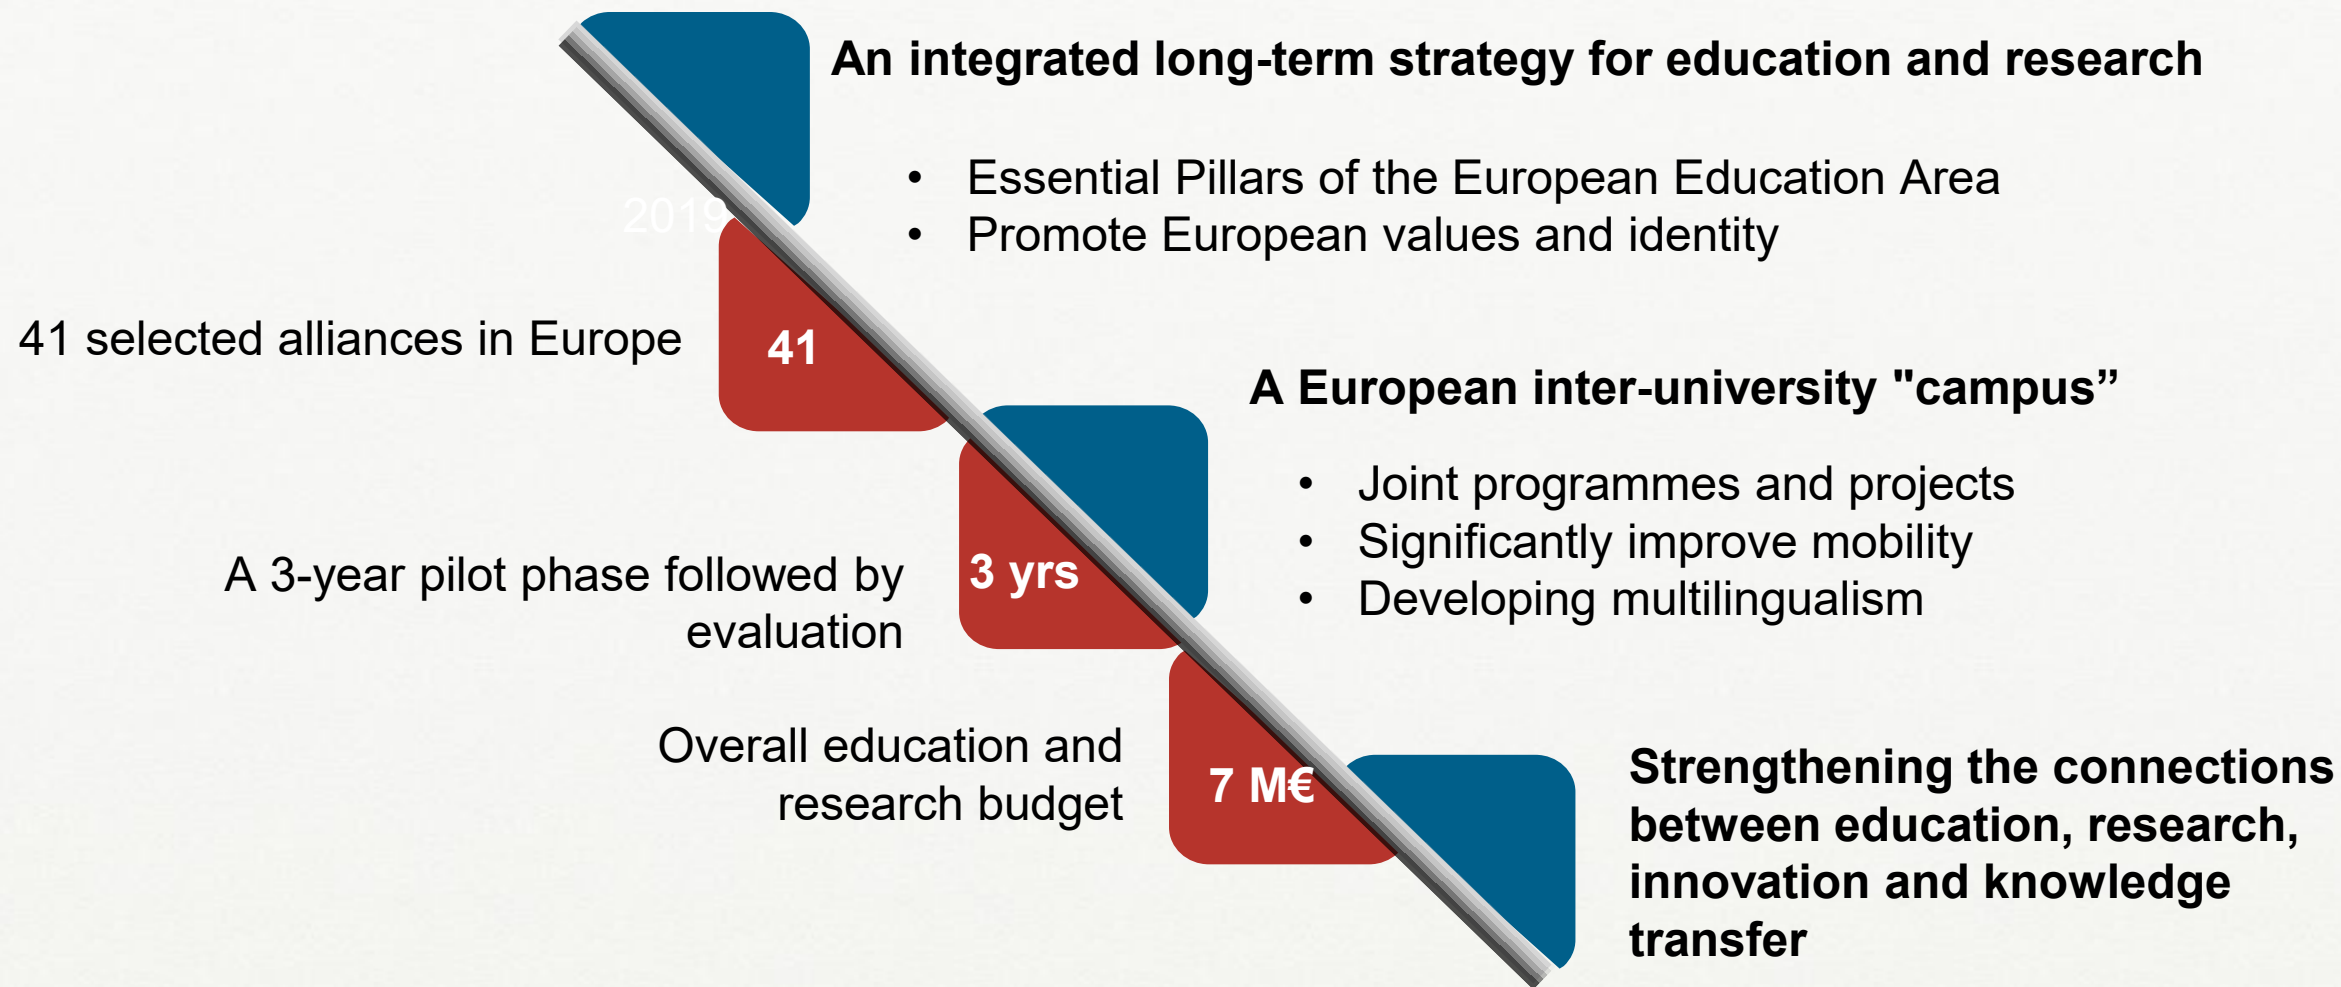 An integrated long-term strategy for education and research
• Essential Pillars of the European Education Area
• Promote European values and identity
2019
41 selected alliances in Europe
41
A European inter-university "campus”
• Joint programmes and projects
• Significantly improve mobility
• Developing multilingualism
A 3-year pilot phase followed by
evaluation
3 yrs
Overall education and
research budget
7 M€
Strengthening the connections
between education, research,
innovation and knowledge
transfer